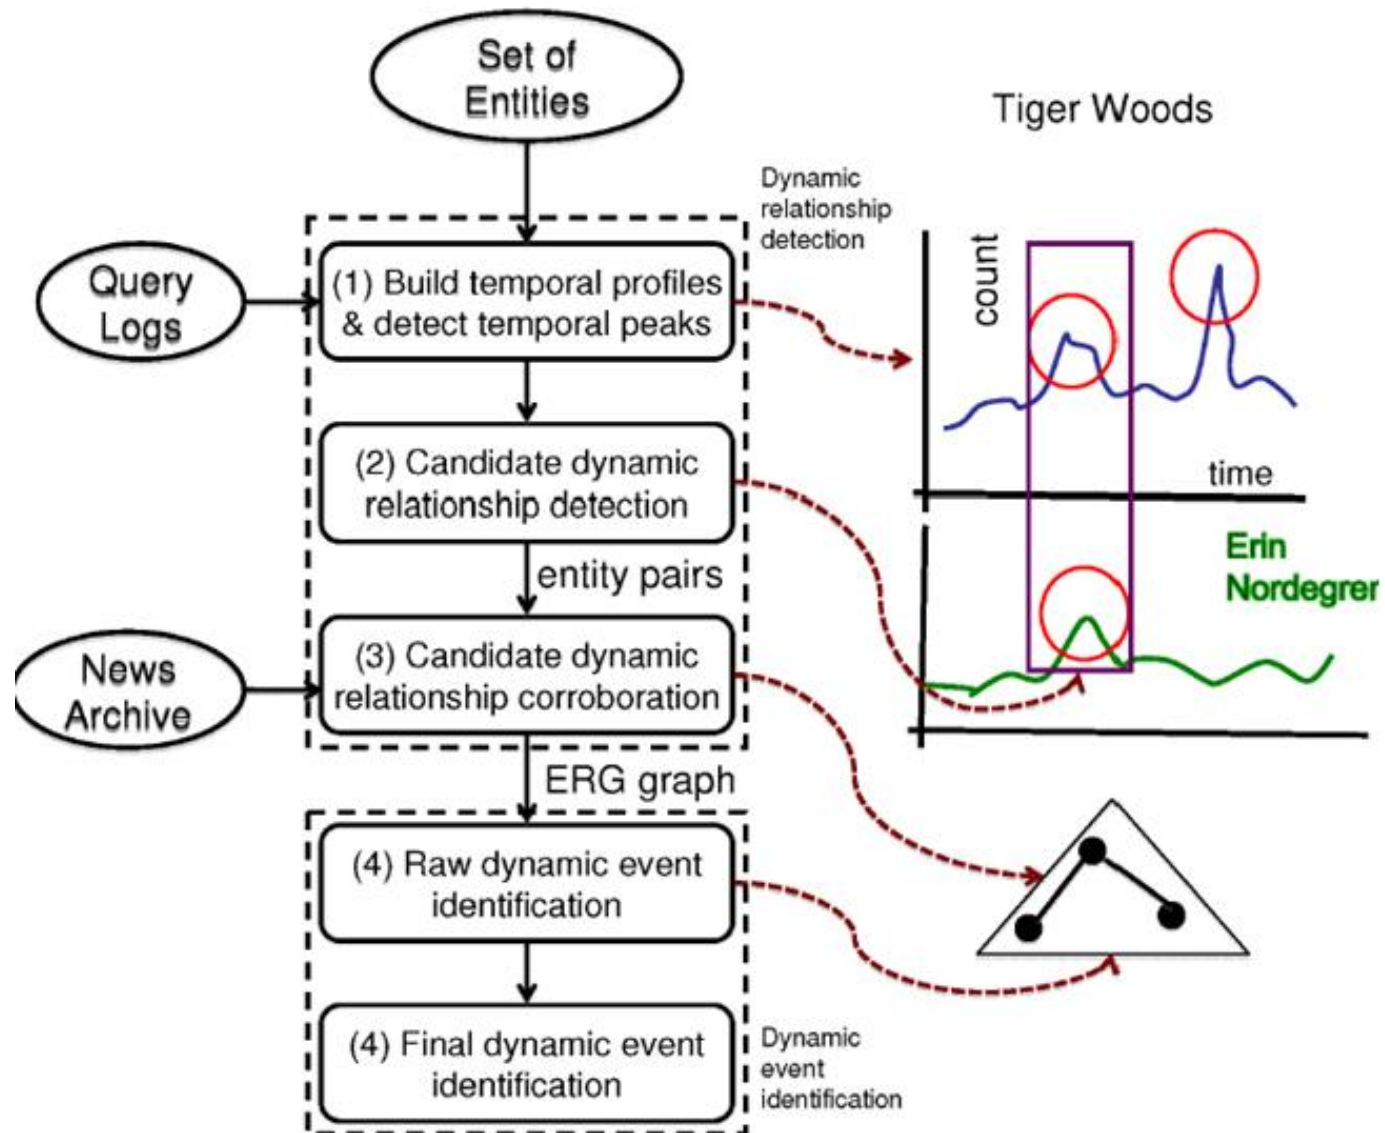 Set of
Entities
Tiger Woods
Dynamic
relationship
detection
Query
Logs
(1) Build temporal profiles
& detect temporal peaks
count
time
(2) Candidate dynamic
relationship detection
entity pairs
Erin
Nordegrer
News
Archive
(3) Candidate dynamic
relationship corroboration
ERG graph
(4) Raw dynamic event
identification
(4) Final dynamic event
identification
Dynamic
event
identification